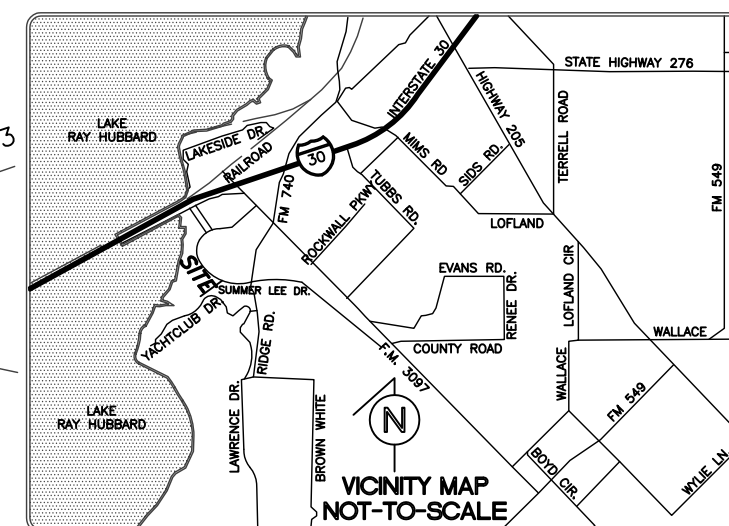 3
LAKE
RAY HUBBARD
LAKESIDE DR.
RAILROAD
INTERSTATE 30
30
FM 740
HIGHWAY 205
STATE HIGHWAY 276
TERRELL ROAD
FM 549
MIMS RD
SIDS RD.
TUBBS RD.
ROCKWALL PKWY
LOFLAND
SITE
SUMMER LEE DR.
YACHTCLUB DR
RIDGE RD.
EVANS RD.
RENEE DR.
LOFLAND CIR
COUNTY ROAD
WALLACE
WALLACE
F.M. 3097
FM 549
LAKE
RAY HUBBARD
LAWRENCE DR.
BROWN WHITE
N
BOYD CIR.
WYLIE LN
VICINITY MAP
NOT-TO-SCALE